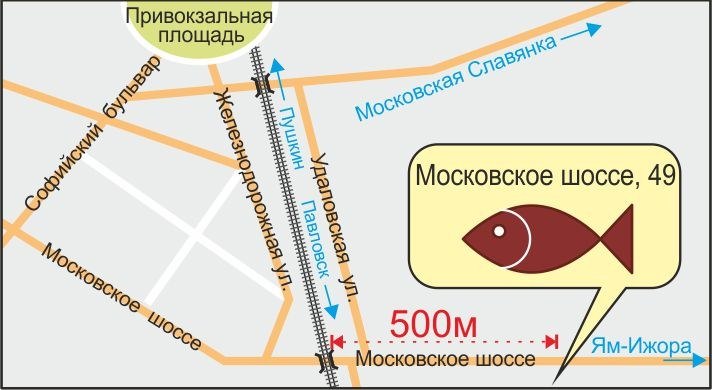 Привокзальная
площадь
Московская Славянка
Софийский бульвар
Пушкин
Железнодорожная ул.
Удаловская ул.
Павловск
Московское шоссе, 49
Московское шоссе
500м
Ям-Ижора
Московское шоссе